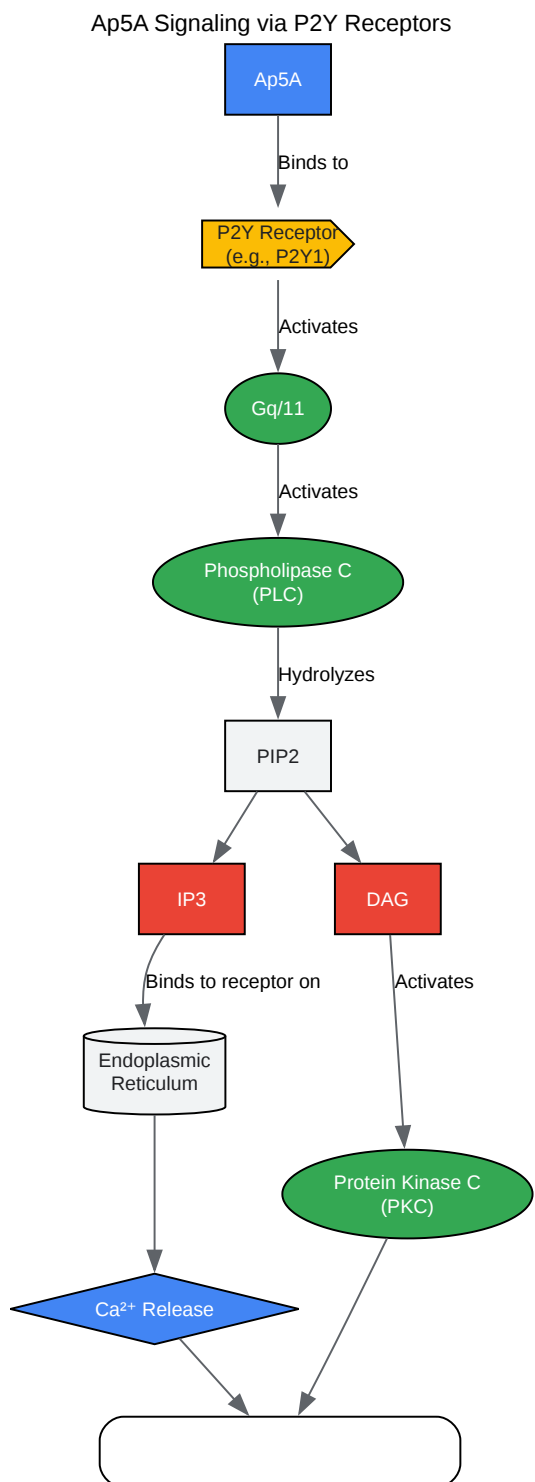 Ap5A Signaling via P2Y Receptors
Ap5A
Binds to
P2Y Receptor
(e.g., P2Y1)
Activates
Gq/11
Activates
Phospholipase C
(PLC)
Hydrolyzes
PIP2
IP3
DAG
Binds to receptor on
Activates
Endoplasmic
Reticulum
Protein Kinase C
(PKC)
Ca²⁺ Release